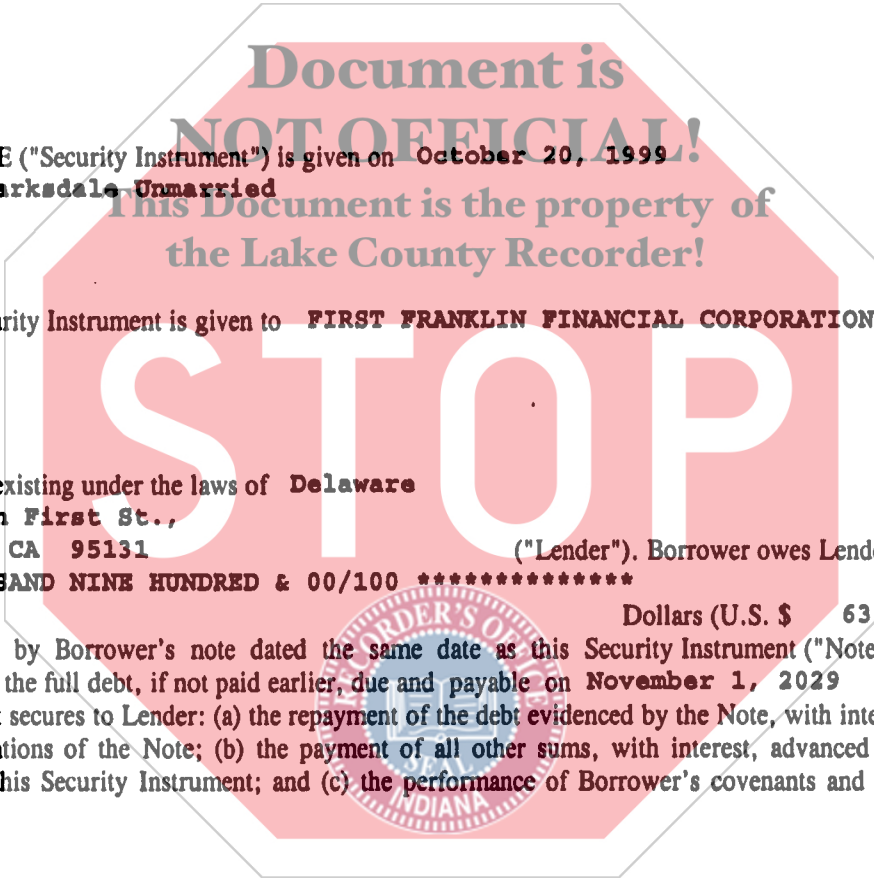 Document is
NOT OFFICIAL!
E ("Security Instrument") is given on October 20, 1999
arksdale Unmarried
This Document is the property of
the Lake County Recorder!
rity Instrument is given to FIRST FRANKLIN FINANCIAL CORPORATION
STOP
existing under the laws of Delaware
n First St.,
CA 95131 ("Lender"). Borrower owes Lende
SAND NINE HUNDRED & 00/100 **************
Dollars (U.S. $ 63
by Borrower's note dated the same date as this Security Instrument ("Note
the full debt, if not paid earlier, due and payable on November 1, 2029
t secures to Lender: (a) the repayment of the debt evidenced by the Note, with inte
ations of the Note; (b) the payment of all other sums, with interest, advanced
his Security Instrument; and (c) the performance of Borrower's covenants and
RECORDER'S OFFICE
SEAL
INDIANA